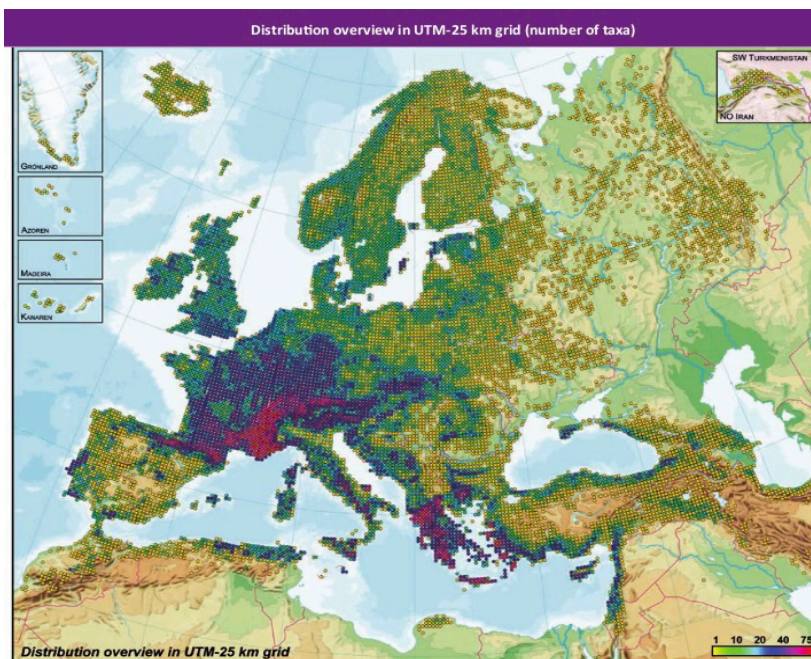 Distribution overview in UTM-25 km grid (number of taxa)
GRÖNLAND
AZOREN
MADEIRA
KANAREN
SW TURKMENISTAN
NO IRAN
Distribution overview in UTM-25 km grid
1 10 20 40 75